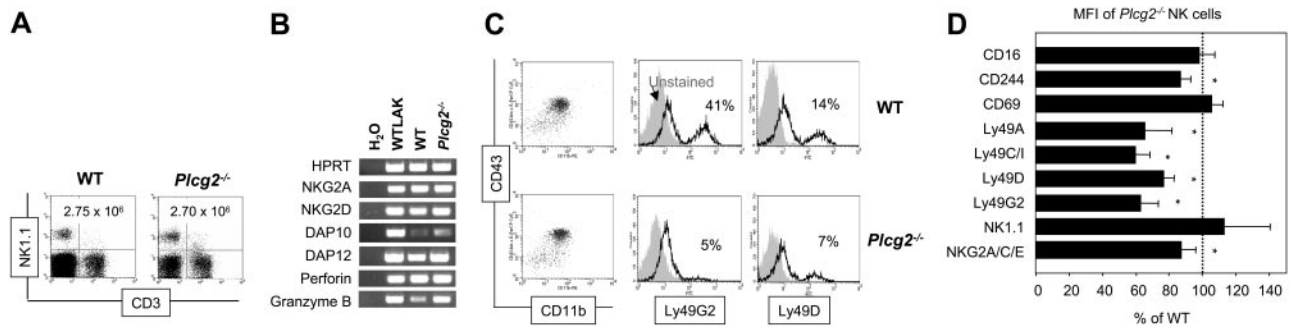 A
WT
Plcg2-/-
2.75 x 10⁶
2.70 x 10⁶
NK1.1
CD3
B
H₂O
WTLAK
WT
Plcg2-/-
HPRT
NKG2A
NKG2D
DAP10
DAP12
Perforin
Granzyme B
C
CD43
Unstained
41%
14%
WT
5%
7%
Plcg2-/-
CD11b
Ly49G2
Ly49D
D
MFI of Plcg2-/- NK cells
CD16
CD244
*
CD69
Ly49A
*
Ly49C/I
*
Ly49D
*
Ly49G2
*
NK1.1
NKG2A/C/E
*
0 20 40 60 80 100 120 140
% of WT